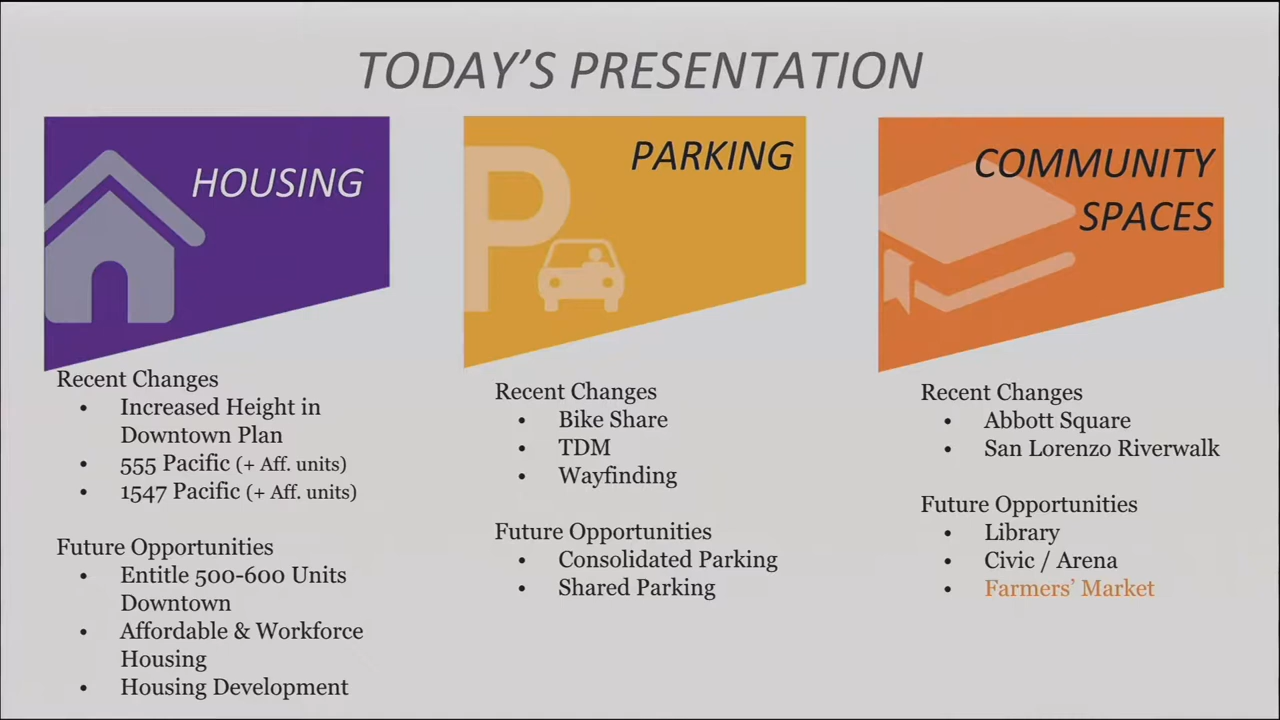 TODAY'S PRESENTATION
HOUSING
Recent Changes
• Increased Height in
Downtown Plan
• 555 Pacific (+ Aff. units)
• 1547 Pacific (+ Aff. units)
Future Opportunities
• Entitle 500-600 Units
Downtown
• Affordable & Workforce
Housing
• Housing Development
P
PARKING
Recent Changes
• Bike Share
• TDM
• Wayfinding
Future Opportunities
• Consolidated Parking
• Shared Parking
COMMUNITY
SPACES
Recent Changes
• Abbott Square
• San Lorenzo Riverwalk
Future Opportunities
• Library
• Civic / Arena
• Farmers’ Market